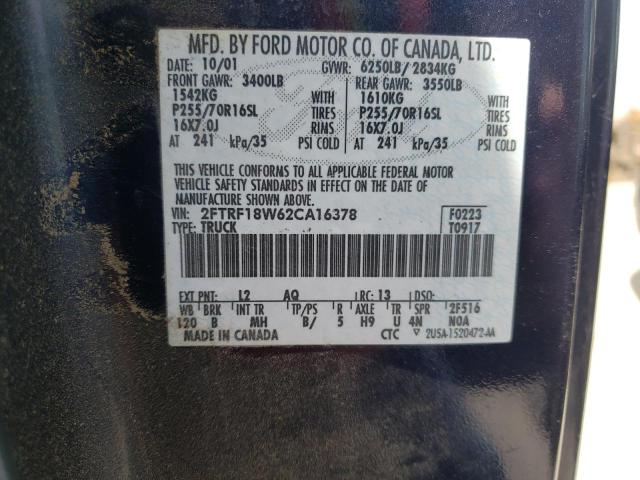 MFD. BY FORD MOTOR CO. OF CANADA, LTD.
DATE: 10/01 GVWR: 6250LB/ 2834KG
FRONT GAWR: 3400LB REAR GAWR: 3550LB
1542KG WITH 1610KG WITH
P255/70R16SL TIRES P255/70R16SL TIRES
16X7.0J RIMS 16X7.0J RIMS
AT 241 kPa/35 PSI COLD AT 241 kPa/35 PSI COLD
THIS VEHICLE CONFORMS TO ALL APPLICABLE FEDERAL MOTOR
VEHICLE SAFETY STANDARDS IN EFFECT ON THE DATE OF
MANUFACTURE SHOWN ABOVE.
VIN: 2FTRF18W62CA16378 F0223
TYPE: TRUCK T0917
EXT PNT: L2 AQ RC: 13 DSO:
WB BRK INT TR TP/PS R AXLE TR SPR 2F516
120 B MH B/ 5 H9 U 4N NOA
MADE IN CANADA CTC 2U5A-1520472-AA